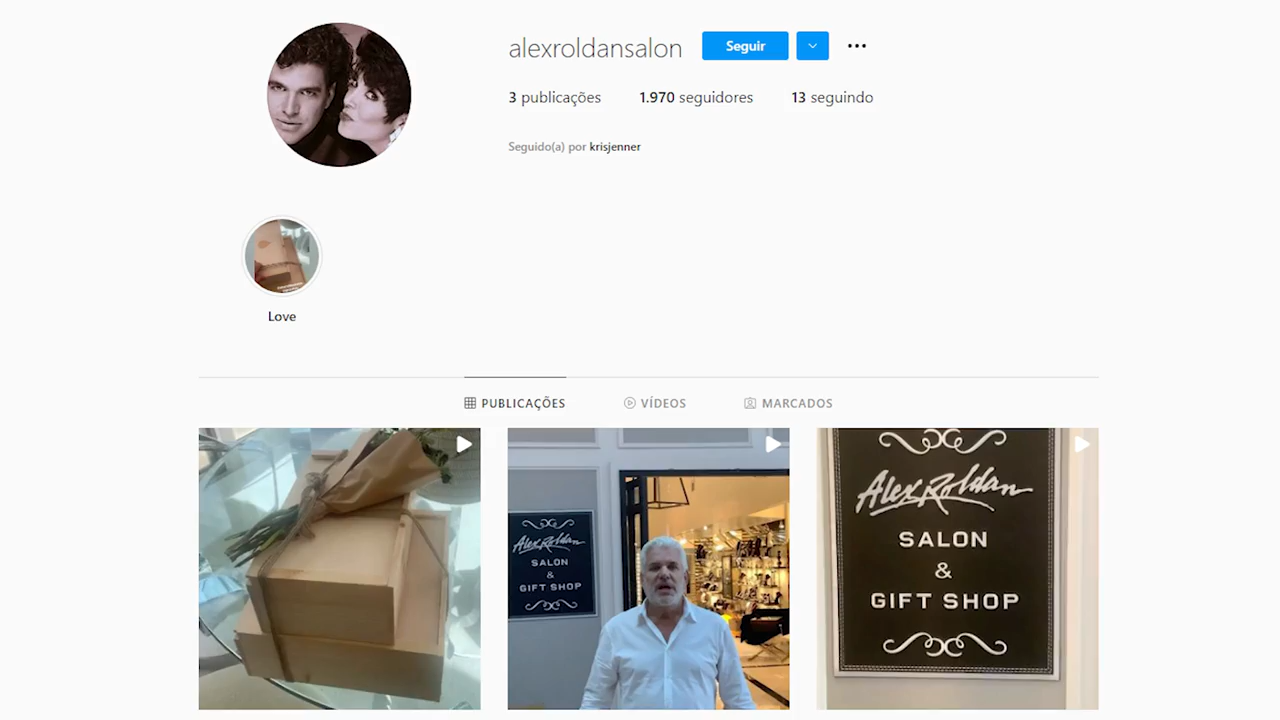 alexroldansalon
Seguir
3 publicações 1.970 seguidores 13 seguindo
Seguido(a) por krisjenner
Love
PUBLICAÇÕES VÍDEOS MARCADOS
Alex Roldan
SALON
&
GIFT SHOP
Alex Roldan
SALON
&
GIFT SHOP